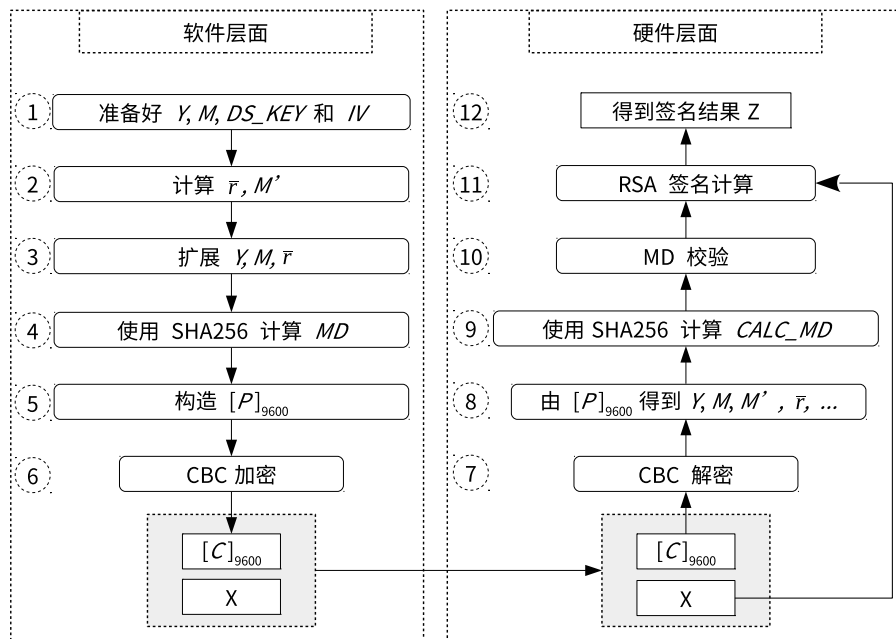 软件层面
① 准备好 Y, M, DS_KEY 和 IV
② 计算 r̅, M’
③ 扩展 Y, M, r̅
④ 使用 SHA256 计算 MD
⑤ 构造 [P]₉₆₀₀
⑥ CBC 加密
[C]₉₆₀₀
X
硬件层面
⑫ 得到签名结果 Z
⑪ RSA 签名计算
⑩ MD 校验
⑨ 使用 SHA256 计算 CALC_MD
⑧ 由 [P]₉₆₀₀ 得到 Y, M, M’, r̅, ...
⑦ CBC 解密
[C]₉₆₀₀
X